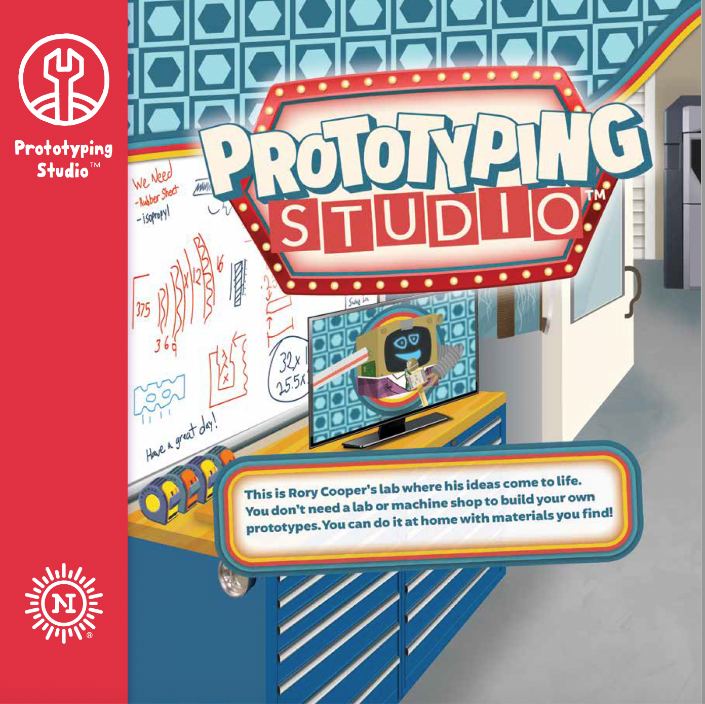 Prototyping
Studio™
PROTOTYPING
STUDIO™
We Need
- Rubber Sheet
- isopropyl
375
12
6
36
32x
25.5x
Have a great day!
This is Rory Cooper's lab where his ideas come to life.
You don't need a lab or machine shop to build your own
prototypes. You can do it at home with materials you find!
N
®